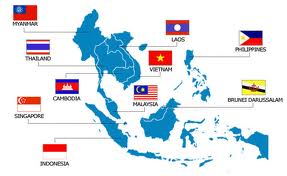 MYANMAR
LAOS
PHILIPPINES
THAILAND
VIETNAM
CAMBODIA
MALAYSIA
BRUNEI DARUSSALAM
SINGAPORE
INDONESIA